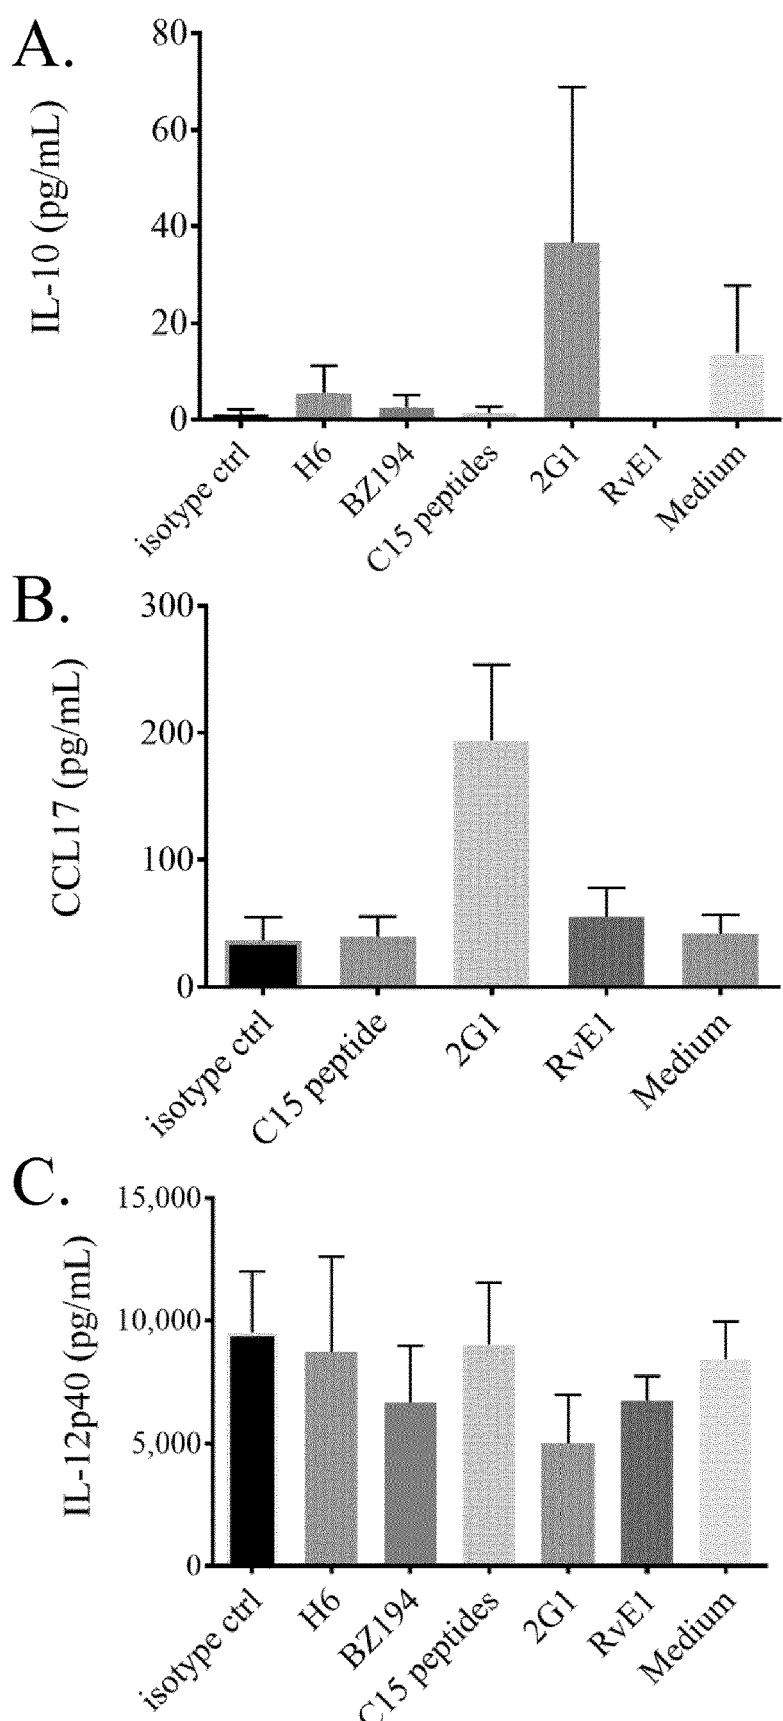 A.
IL-10 (pg/mL)
80
60
40
20
0
isotype ctrl
H6
BZ194
C15 peptides
2G1
RvE1
Medium
B.
CCL17 (pg/mL)
300
200
100
0
isotype ctrl
C15 peptide
2G1
RvE1
Medium
C.
IL-12p40 (pg/mL)
15,000
10,000
5,000
0
isotype ctrl
H6
BZ194
C15 peptides
2G1
RvE1
Medium